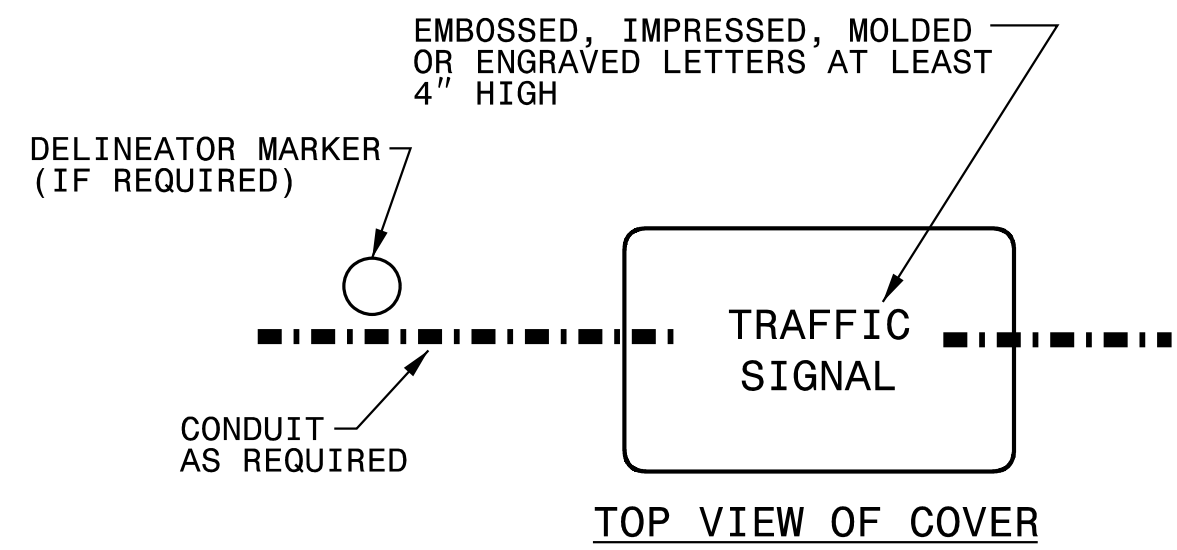 EMBOSSED, IMPRESSED, MOLDED
OR ENGRAVED LETTERS AT LEAST
4" HIGH
DELINEATOR MARKER
(IF REQUIRED)
TRAFFIC
SIGNAL
CONDUIT
AS REQUIRED
TOP VIEW OF COVER